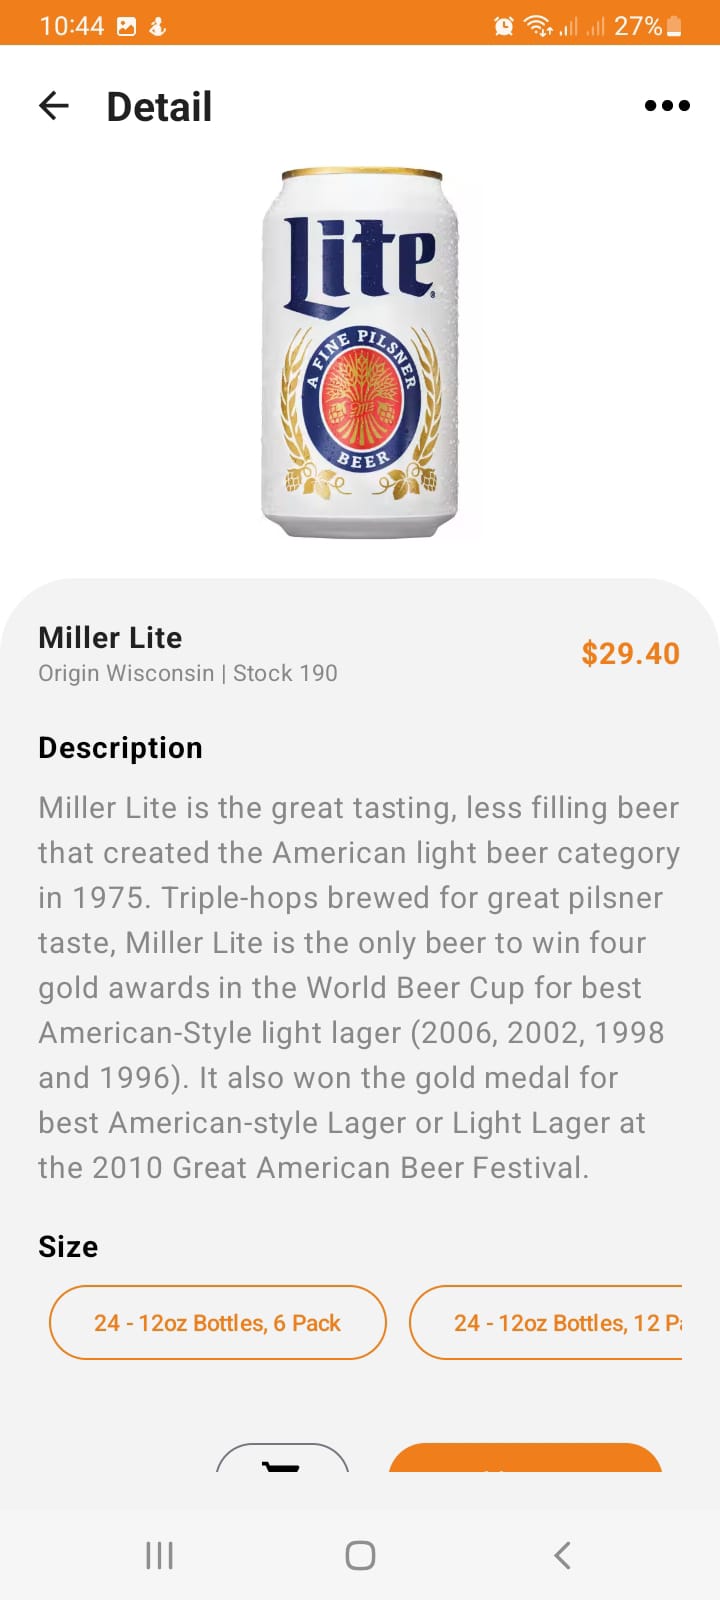 10:44
27%
Detail
Lite
A FINE PILSNER
BEER
Miller Lite
Origin Wisconsin | Stock 190
$29.40
Description
Miller Lite is the great tasting, less filling beer
that created the American light beer category
in 1975. Triple-hops brewed for great pilsner
taste, Miller Lite is the only beer to win four
gold awards in the World Beer Cup for best
American-Style light lager (2006, 2002, 1998
and 1996). It also won the gold medal for
best American-style Lager or Light Lager at
the 2010 Great American Beer Festival.
Size
24 - 12oz Bottles, 6 Pack
24 - 12oz Bottles, 12